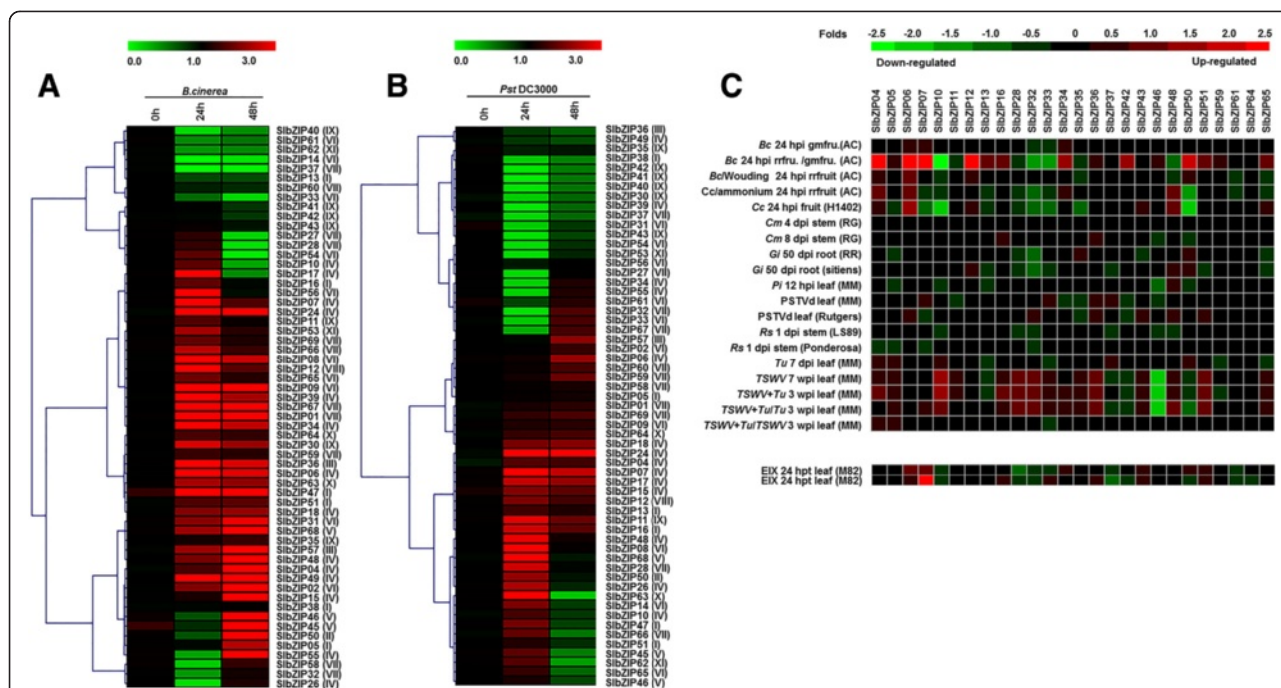 A
0.0 1.0 3.0
B.cinerea
0h 24h 48h
SlbZIP40 (IX)
SlbZIP61 (VI)
SlbZIP62 (XI)
SlbZIP14 (VI)
SlbZIP37 (VII)
SlbZIP13 (I)
SlbZIP60 (VII)
SlbZIP33 (VI)
SlbZIP41 (IX)
SlbZIP42 (IX)
SlbZIP43 (IX)
SlbZIP27 (VII)
SlbZIP28 (VII)
SlbZIP54 (VI)
SlbZIP10 (IV)
SlbZIP17 (IV)
SlbZIP16 (I)
SlbZIP56 (VI)
SlbZIP07 (IV)
SlbZIP24 (IV)
SlbZIP11 (IX)
SlbZIP53 (XI)
SlbZIP69 (VII)
SlbZIP66 (VII)
SlbZIP08 (VI)
SlbZIP12 (VIII)
SlbZIP65 (VI)
SlbZIP09 (VI)
SlbZIP39 (IV)
SlbZIP67 (VII)
SlbZIP01 (VII)
SlbZIP34 (IV)
SlbZIP64 (X)
SlbZIP30 (IX)
SlbZIP59 (VII)
SlbZIP36 (III)
SlbZIP06 (IV)
SlbZIP63 (X)
SlbZIP47 (I)
SlbZIP51 (I)
SlbZIP18 (IV)
SlbZIP31 (VI)
SlbZIP68 (V)
SlbZIP35 (IX)
SlbZIP57 (III)
SlbZIP48 (IV)
SlbZIP04 (IV)
SlbZIP49 (IV)
SlbZIP02 (VI)
SlbZIP15 (IV)
SlbZIP38 (I)
SlbZIP46 (V)
SlbZIP45 (V)
SlbZIP50 (II)
SlbZIP05 (I)
SlbZIP55 (IV)
SlbZIP58 (VII)
SlbZIP32 (VII)
SlbZIP26 (IV)
B
0.0 1.0 3.0
Pst DC3000
0h 24h 48h
SlbZIP36 (III)
SlbZIP49 (IV)
SlbZIP35 (IX)
SlbZIP38 (I)
SlbZIP42 (IX)
SlbZIP41 (IX)
SlbZIP40 (IX)
SlbZIP30 (IX)
SlbZIP39 (IV)
SlbZIP37 (VII)
SlbZIP31 (VI)
SlbZIP43 (IX)
SlbZIP54 (VI)
SlbZIP53 (XI)
SlbZIP56 (VI)
SlbZIP27 (VII)
SlbZIP34 (IV)
SlbZIP55 (IV)
SlbZIP61 (VI)
SlbZIP32 (VII)
SlbZIP33 (VI)
SlbZIP67 (VII)
SlbZIP57 (III)
SlbZIP02 (VI)
SlbZIP06 (IV)
SlbZIP60 (VII)
SlbZIP59 (VII)
SlbZIP58 (VII)
SlbZIP05 (I)
SlbZIP01 (VII)
SlbZIP69 (VII)
SlbZIP09 (VI)
SlbZIP64 (X)
SlbZIP18 (IV)
SlbZIP24 (IV)
SlbZIP04 (IV)
SlbZIP07 (IV)
SlbZIP17 (IV)
SlbZIP15 (IV)
SlbZIP12 (VIII)
SlbZIP13 (I)
SlbZIP11 (IX)
SlbZIP16 (I)
SlbZIP48 (IV)
SlbZIP08 (VI)
SlbZIP68 (V)
SlbZIP28 (VII)
SlbZIP50 (II)
SlbZIP26 (IV)
SlbZIP63 (X)
SlbZIP14 (VI)
SlbZIP10 (IV)
SlbZIP47 (I)
SlbZIP66 (VII)
SlbZIP51 (I)
SlbZIP45 (V)
SlbZIP62 (XI)
SlbZIP65 (VI)
SlbZIP46 (V)
C
Folds -2.5 -2.0 -1.0 -0.5 0 0.5 1.0 2.0 2.5
Down-regulated Up-regulated
SlbZIP04
SlbZIP05
SlbZIP06
SlbZIP07
SlbZIP10
SlbZIP11
SlbZIP12
SlbZIP13
SlbZIP16
SlbZIP28
SlbZIP32
SlbZIP33
SlbZIP34
SlbZIP35
SlbZIP36
SlbZIP37
SlbZIP42
SlbZIP43
SlbZIP46
SlbZIP48
SlbZIP50
SlbZIP51
SlbZIP59
SlbZIP61
SlbZIP64
SlbZIP65
Bc 24 hpi gmfru.(AC)
Bc 24 hpi rrfru. /gmfru. (AC)
Bc/Wouding 24 hpi rrfruit (AC)
Cc/ammonium 24 hpi rrfruit (AC)
Cc 24 hpi fruit (H1402)
Cm 4 dpi stem (RG)
Cm 8 dpi stem (RG)
Gi 50 dpi root (RR)
Gi 50 dpi root (sitiens)
Pi 12 hpi leaf (MM)
PSTVd leaf (MM)
PSTVd leaf (Rutgers)
Rs 1 dpi stem (LS89)
Rs 1 dpi stem (Ponderosa)
Tu 7 dpi leaf (MM)
TSWV 7 wpi leaf (MM)
TSWV+Tu 3 wpi leaf (MM)
TSWV+Tu/Tu 3 wpi leaf (MM)
TSWV+Tu/TSWV 3 wpi leaf (MM)
EIX 24 hpt leaf (M82)
EIX 24 hpt leaf (M82)